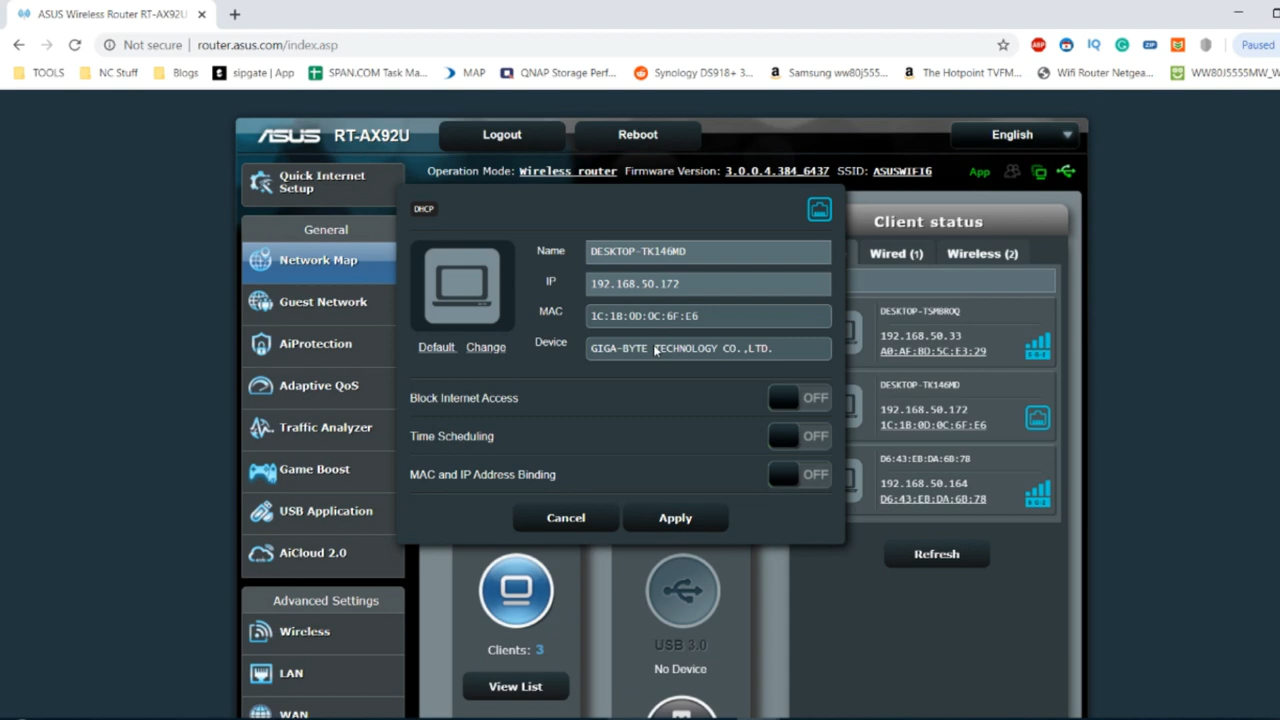 ASUS Wireless Router RT-AX92U
Not secure | router.asus.com/index.asp
Paused
TOOLS NC Stuff Blogs sipgate | App SPAN.COM Task Ma... MAP QNAP Storage Perf... Synology DS918+ 3... Samsung ww80j555... The Hotpoint TVFM... Wifi Router Netgea... WW80J5555MW_W
ASUS RT-AX92U Logout Reboot English
Quick Internet Setup
Operation Mode: Wireless router Firmware Version: 3.0.0.4.384_6437 SSID: ASUSWIFI6 App
General
Network Map
Guest Network
AiProtection
Adaptive QoS
Traffic Analyzer
Game Boost
USB Application
AiCloud 2.0
Advanced Settings
Wireless
LAN
WAN
DHCP
Name DESKTOP-TK146MD
IP 192.168.50.172
MAC 1C:1B:0D:0C:6F:E6
Device GIGA-BYTE TECHNOLOGY CO.,LTD.
Default Change
Block Internet Access OFF
Time Scheduling OFF
MAC and IP Address Binding OFF
Cancel Apply
Clients: 3
View List
USB 3.0
No Device
Client status
Wired (1) Wireless (2)
192.168.50.33
A0:AF:BD:5C:E3:29
DESKTOP-TK146MD
192.168.50.172
1C:1B:0D:0C:6F:E6
D6:43:EB:DA:6B:78
192.168.50.164
D6:43:EB:DA:6B:78
Refresh